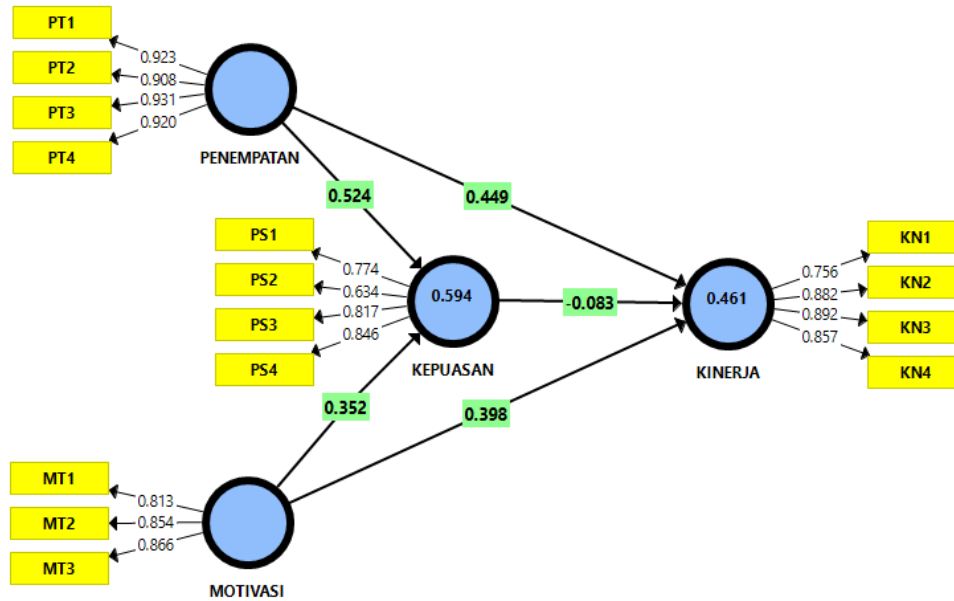 PT1
PT2
PT3
PT4
0.923
0.908
0.931
0.920
PENEMPATAN
0.524
0.449
PS1
PS2
PS3
PS4
0.774
0.634
0.817
0.846
0.594
KEPUASAN
-0.083
0.461
KINERJA
0.756
0.882
0.892
0.857
KN1
KN2
KN3
KN4
0.352
0.398
MT1
MT2
MT3
0.813
0.854
0.866
MOTIVASI